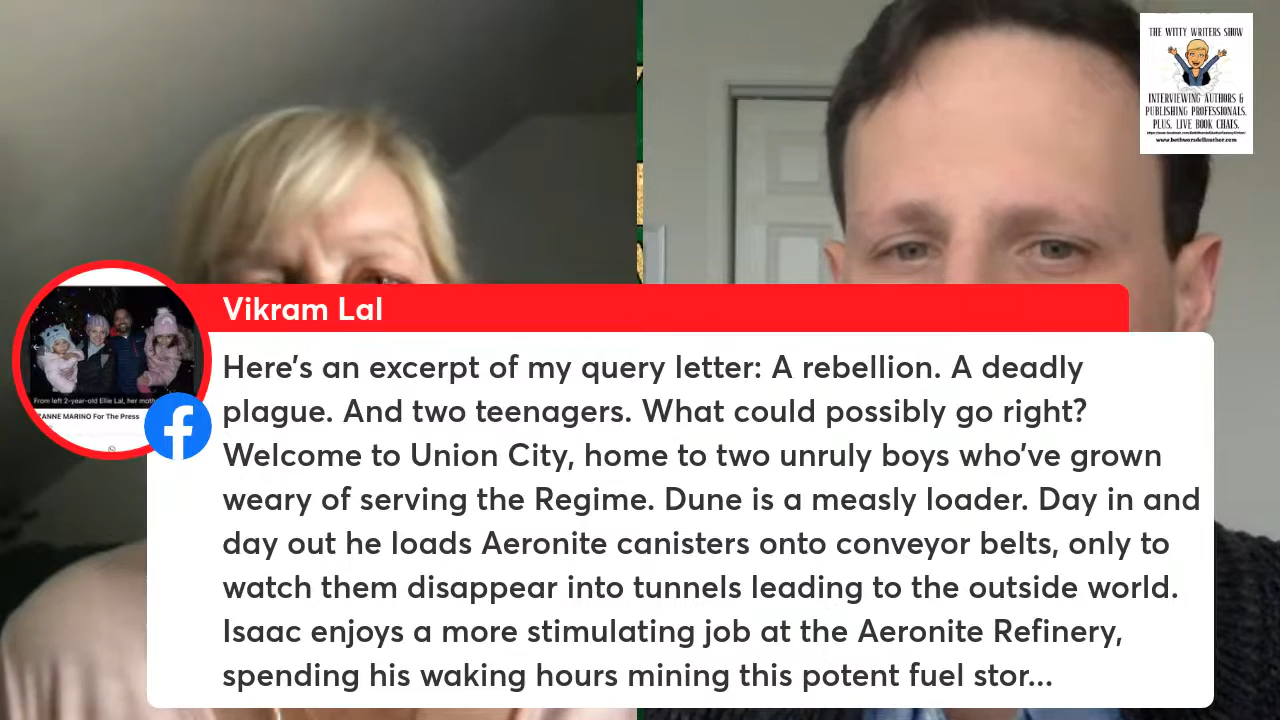 THE WITTY WRITERS SHOW
INTERVIEWING AUTHORS &
PUBLISHING PROFESSIONALS.
PLUS, LIVE BOOK CHATS.
www.bethworsdellauthor.com
Vikram Lal
Here's an excerpt of my query letter: A rebellion. A deadly
plague. And two teenagers. What could possibly go right?
Welcome to Union City, home to two unruly boys who've grown
weary of serving the Regime. Dune is a measly loader. Day in and
day out he loads Aeronite canisters onto conveyor belts, only to
watch them disappear into tunnels leading to the outside world.
Isaac enjoys a more stimulating job at the Aeronite Refinery,
spending his waking hours mining this potent fuel stor...
From left 2-year-old Ellie Lal, her moth
ZANNE MARINO For The Press